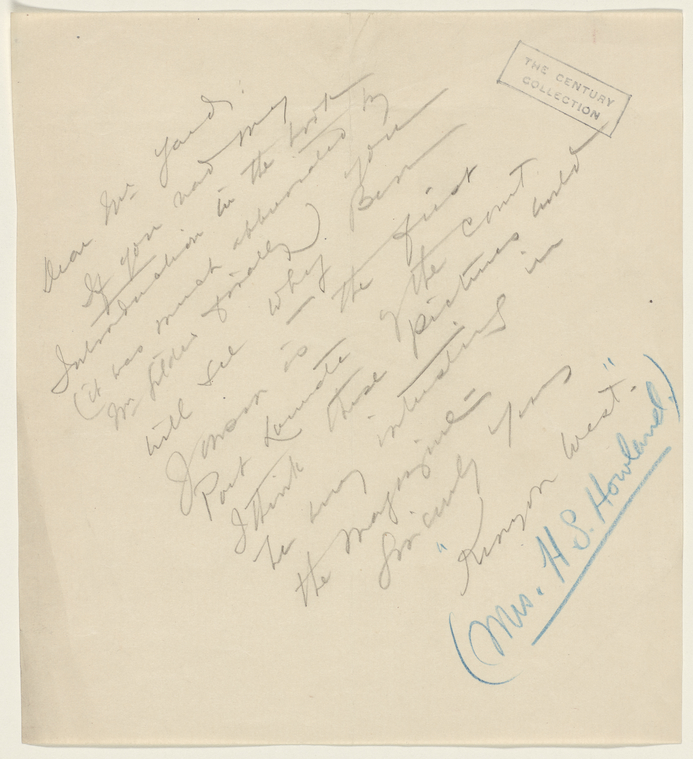 THE CENTURY
COLLECTION
Dear Mr.
If you read my
Introduction in the book
(it was much abbreviated by
Mr. Gilder finally) you
will see why Ben
Jonson is the first
Poet Laureate of the Court.
I think these pictures would
be very interesting in
the Magazine—
Sincerely Yours
"Kenyon West."
(Mrs. H. S. Howland)